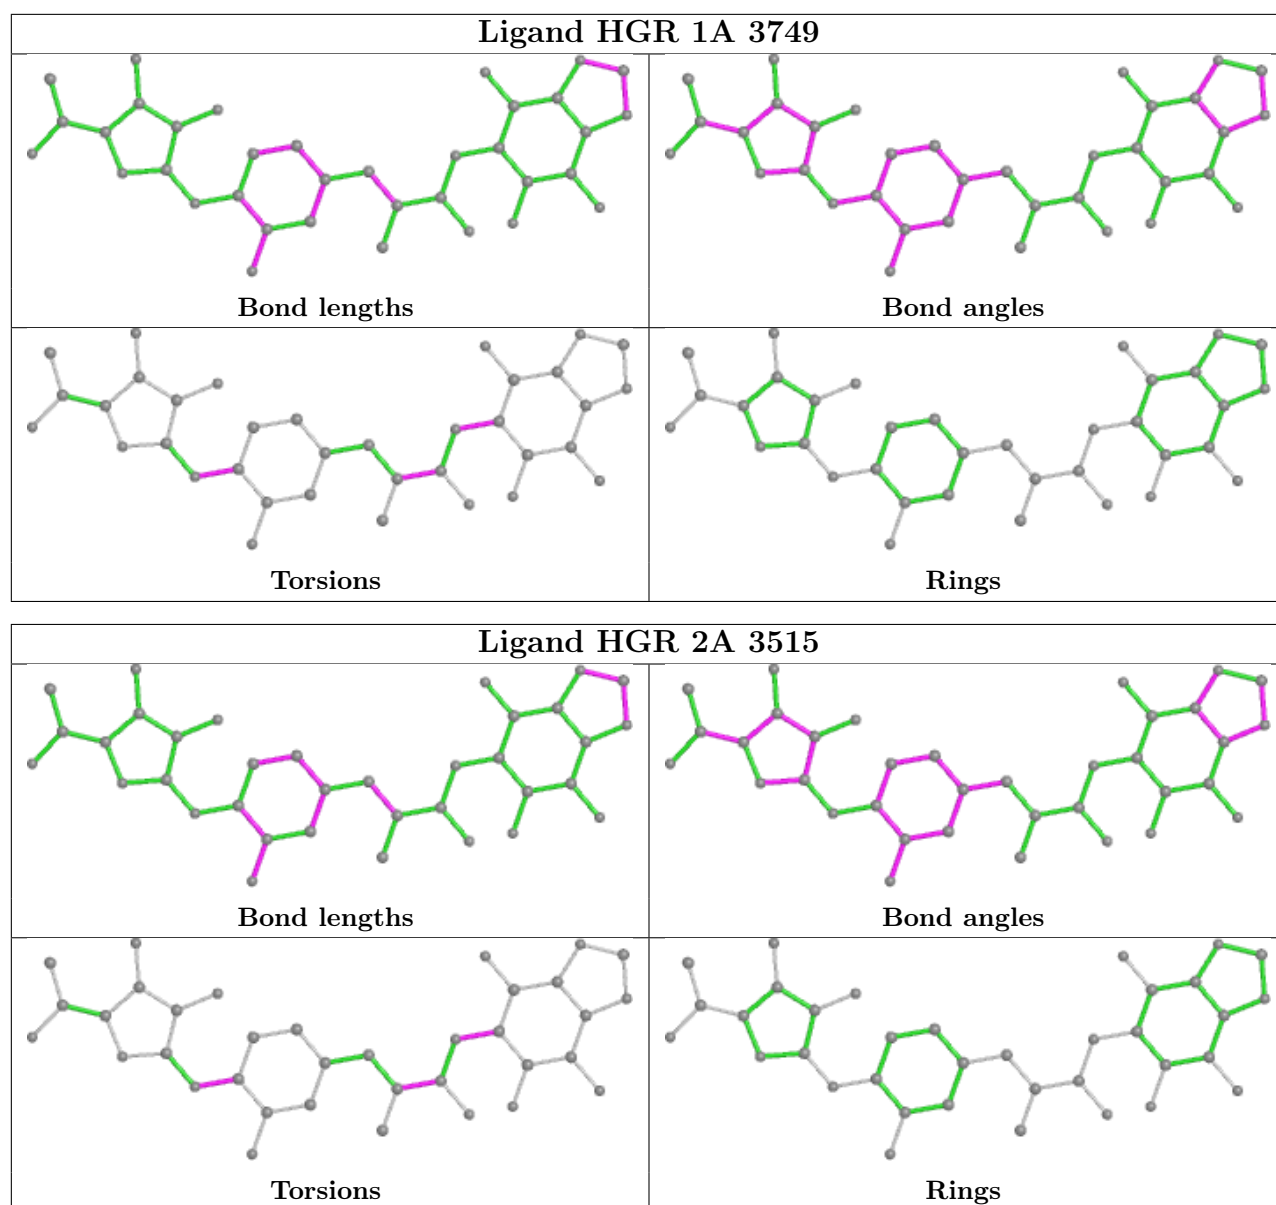 Ligand HGR 1A 3749
Bond lengths
Bond angles
Torsions
Rings
Ligand HGR 2A 3515
Bond lengths
Bond angles
Torsions
Rings